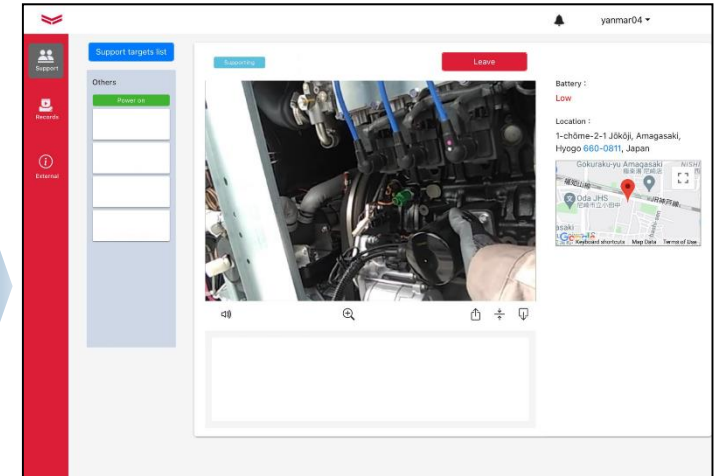 yanmar04
Support targets list
Support
Supporting
Leave
Others
Power on
Records
External
Battery :
Low
Location :
1-chōme-2-1 Jōkōji, Amagasaki,
Hyogo 660-0811, Japan
Gokuraku-yu Amagasaki
Oda JHS
Google
Keyboard shortcuts Map Data Terms of Use